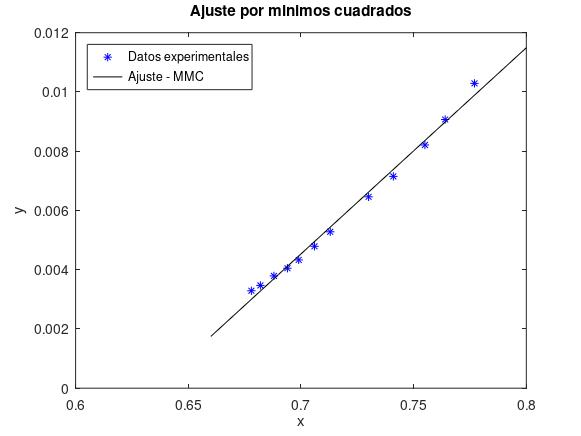 Ajuste por minimos cuadrados
0.012
Datos experimentales
Ajuste - MMC
0.01
0.008
y
0.006
0.004
0.002
0
0.6
0.65
0.7
0.75
0.8
x